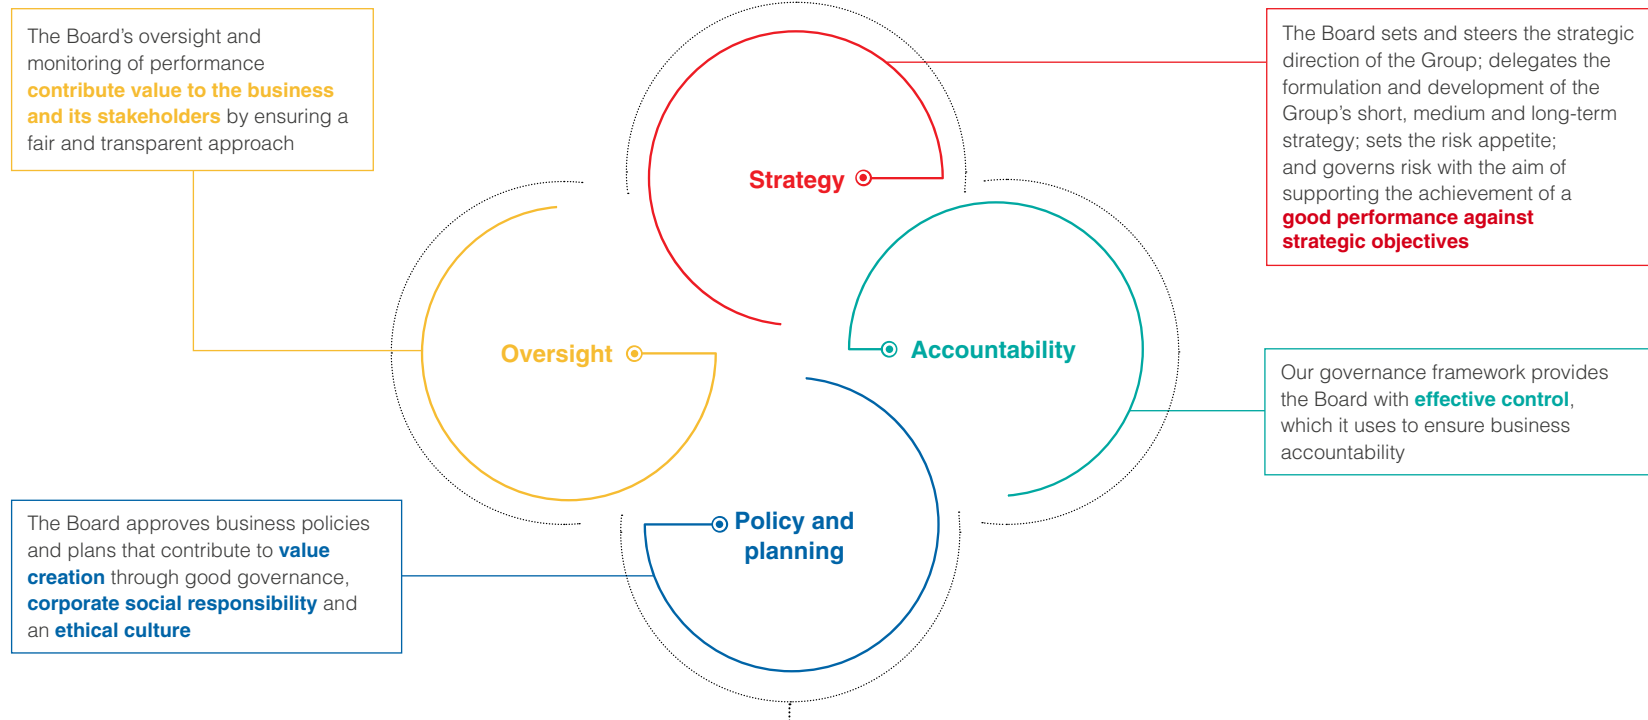 The Board’s oversight and
monitoring of performance
contribute value to the business
and its stakeholders by ensuring a
fair and transparent approach
The Board sets and steers the strategic
direction of the Group; delegates the
formulation and development of the
Group’s short, medium and long-term
strategy; sets the risk appetite;
and governs risk with the aim of
supporting the achievement of a
good performance against
strategic objectives
Strategy
Oversight
Accountability
Our governance framework provides
the Board with effective control,
which it uses to ensure business
accountability
Policy and
planning
The Board approves business policies
and plans that contribute to value
creation through good governance,
corporate social responsibility and
an ethical culture